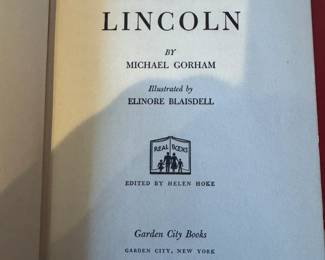 LINCOLN
BY
MICHAEL GORHAM
Illustrated by
ELINORE BLAISDELL
REAL BOOKS
EDITED BY HELEN HOKE
Garden City Books
GARDEN CITY, NEW YORK